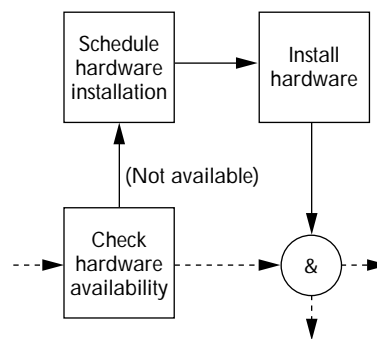 Schedule
hardware
installation
Install
hardware
(Not available)
Check
hardware
availability
&